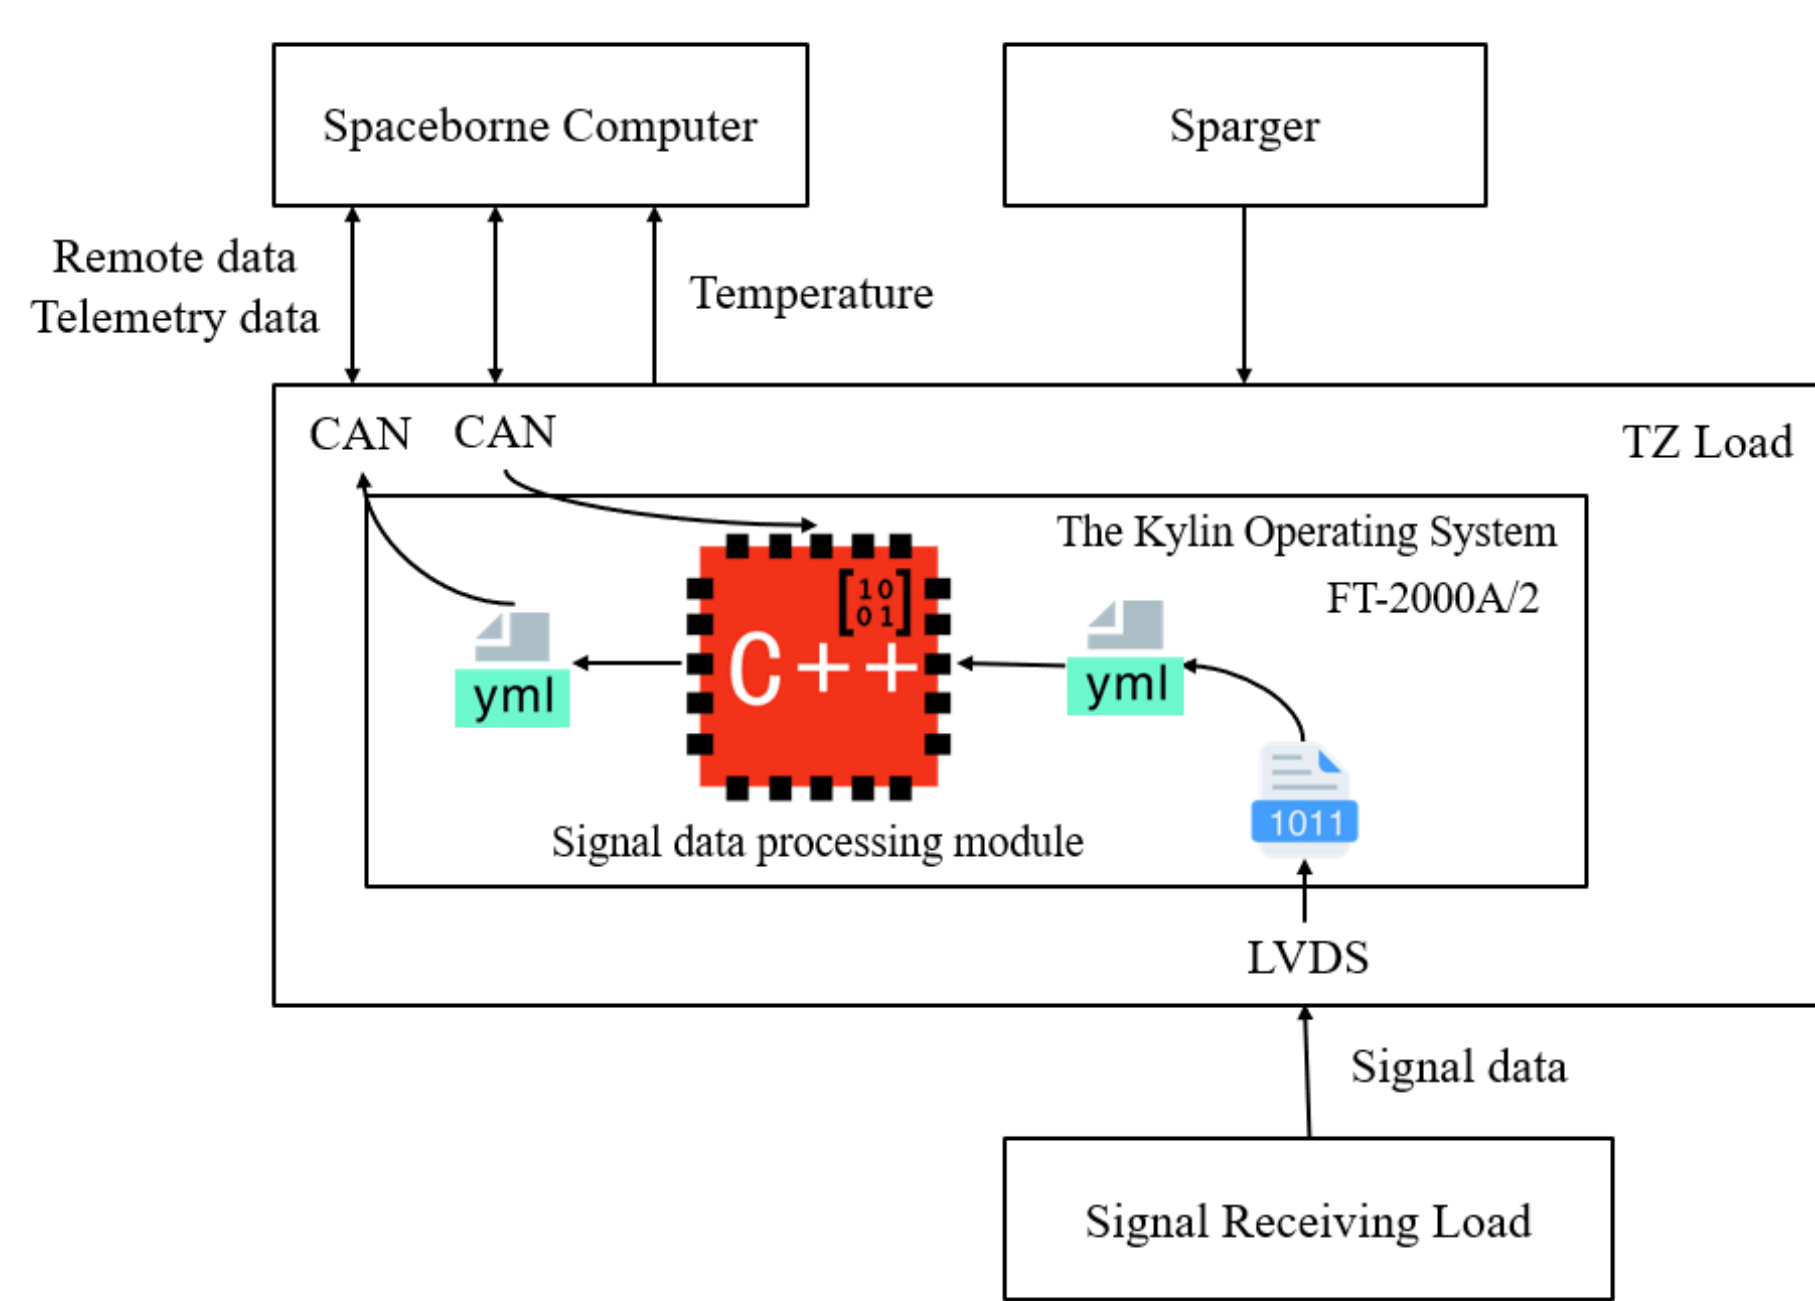 Spaceborne Computer
Sparger
Remote data
Telemetry data
Temperature
CAN
CAN
TZ Load
The Kylin Operating System
FT-2000A/2
10
01
C++
yml
yml
1011
Signal data processing module
LVDS
Signal data
Signal Receiving Load